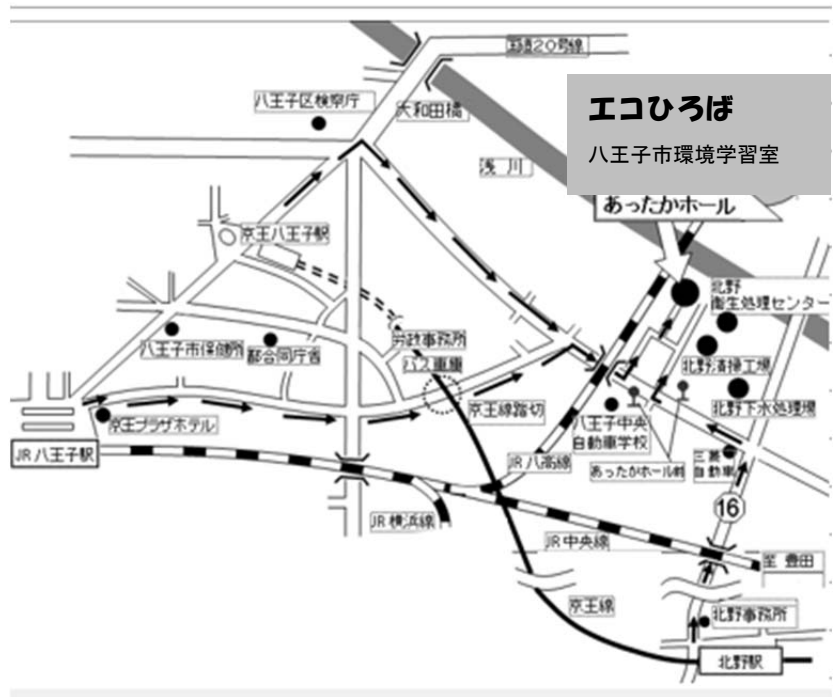 国道20号線
八王子区検察庁
大和田橋
エコひろば
八王子市環境学習室
浅川
あったかホール
京王八王子駅
北野
衛生処理センター
労政事務所
八王子市保健所
都合同庁舎
バス車庫
北野清掃工場
京王プラザホテル
京王線踏切
北野下水処理場
八王子中央
自動車学校
JR八王子駅
JR八高線
あったかホール前
三菱
自動車
16
JR横浜線
JR中央線
至 豊田
京王線
北野事務所
北野駅